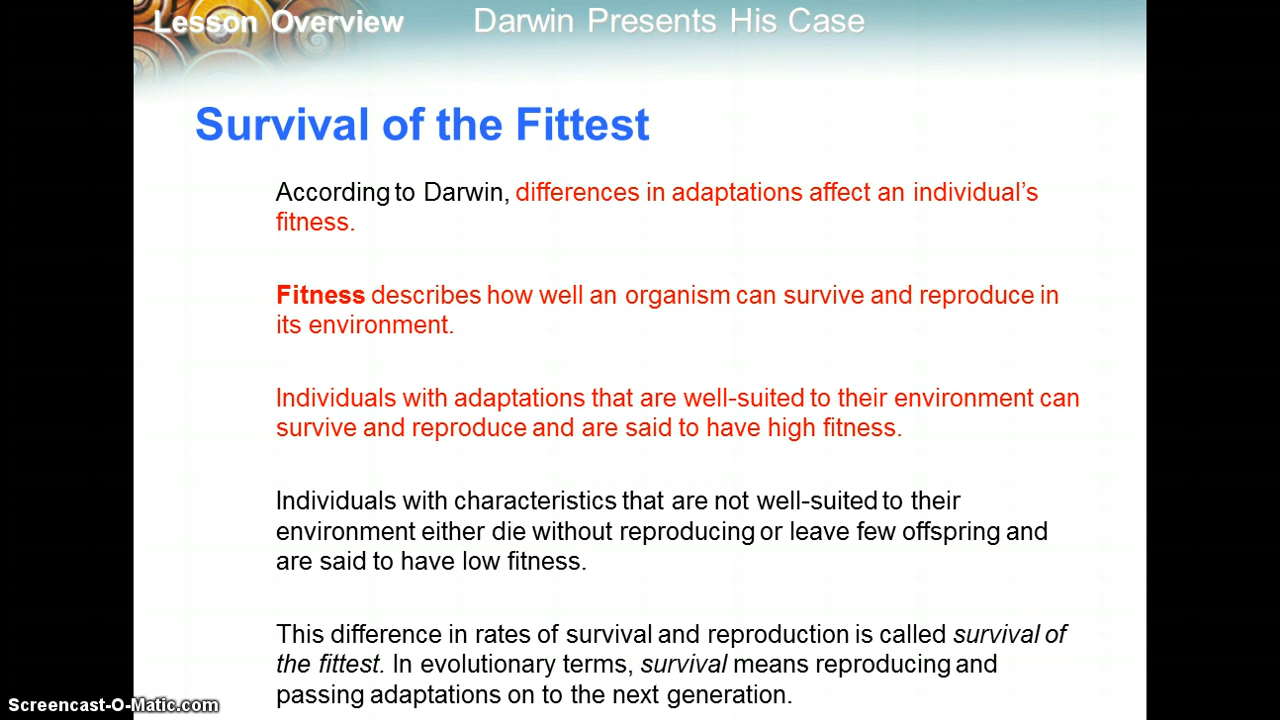 Lesson Overview Darwin Presents His Case
Survival of the Fittest
According to Darwin, differences in adaptations affect an individual’s
fitness.
Fitness describes how well an organism can survive and reproduce in
its environment.
Individuals with adaptations that are well-suited to their environment can
survive and reproduce and are said to have high fitness.
Individuals with characteristics that are not well-suited to their
environment either die without reproducing or leave few offspring and
are said to have low fitness.
This difference in rates of survival and reproduction is called survival of
the fittest. In evolutionary terms, survival means reproducing and
passing adaptations on to the next generation.
Screencast-O-Matic.com